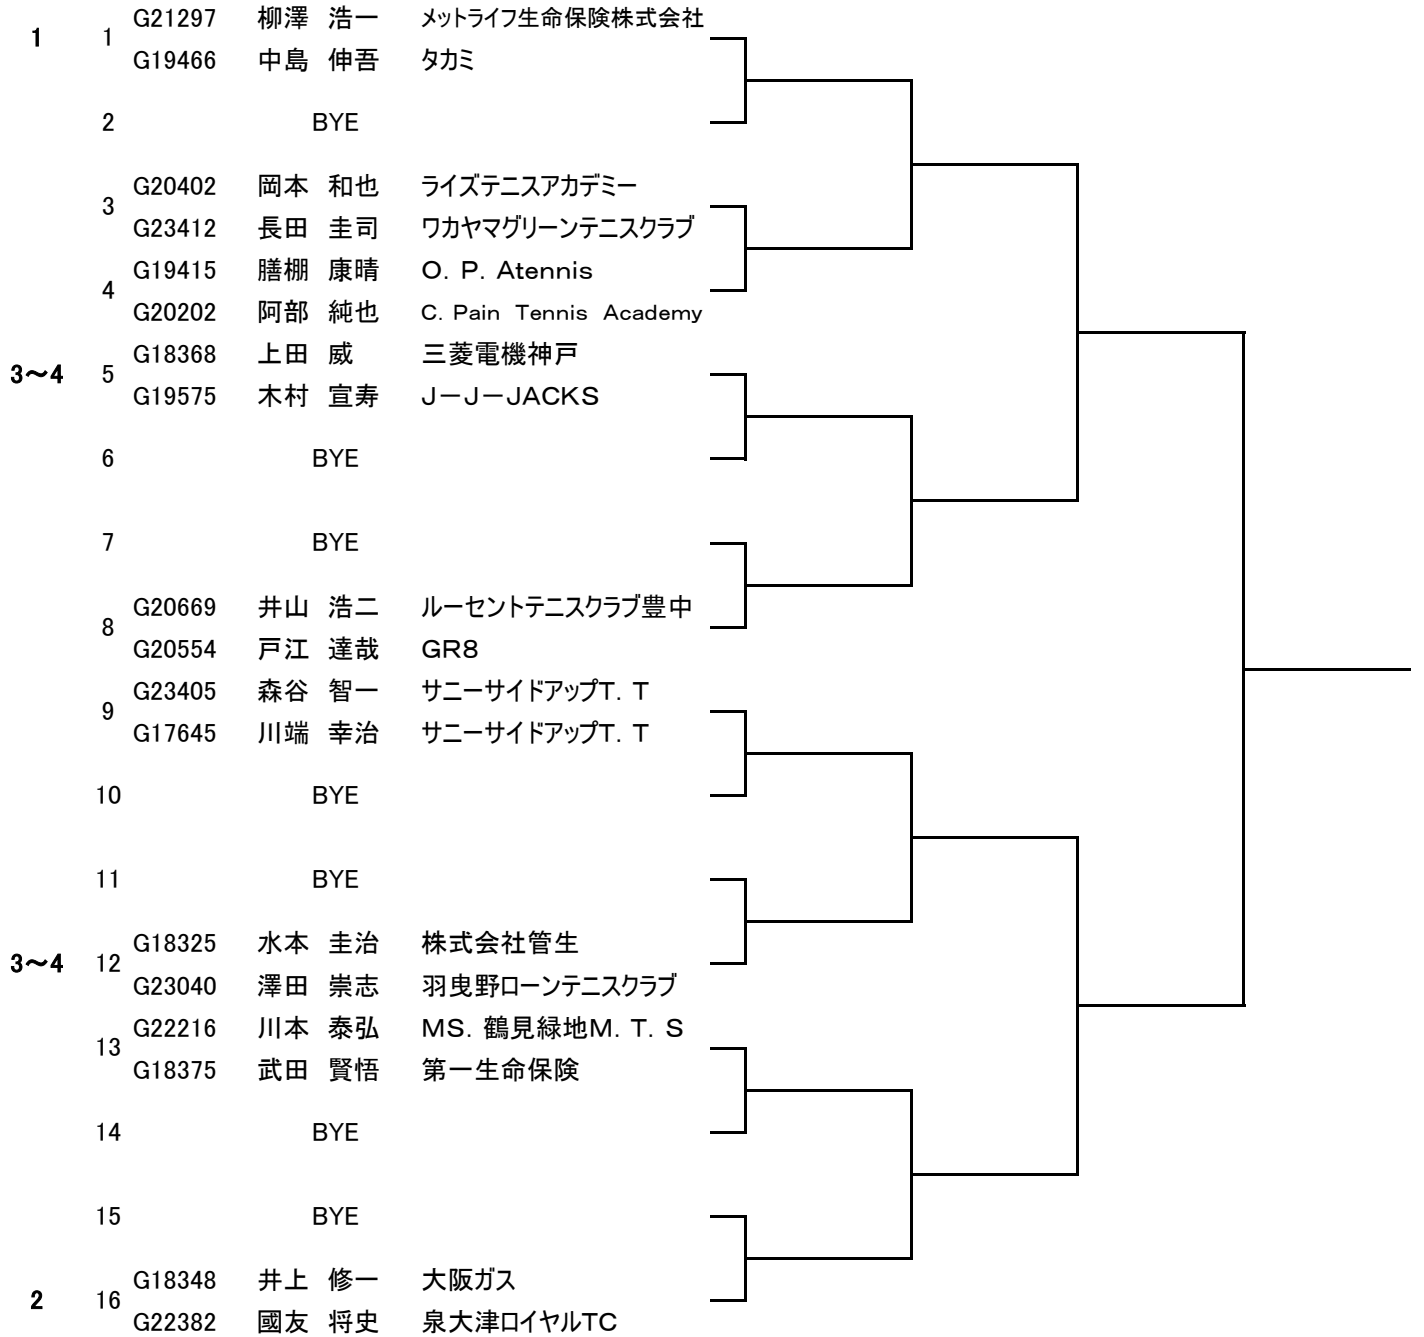 G21297 柳澤 浩一 メットライフ生命保険株式会社
1 1
G19466 中島 伸吾 タカミ
2 BYE
G20402 岡本 和也 ライズテニスアカデミー
3
G23412 長田 圭司 ワカヤマグリーンテニスクラブ
G19415 膳棚 康晴 O. P. Atennis
4
G20202 阿部 純也 C. Pain Tennis Academy
G18368 上田 威 三菱電機神戸
3～4 5
G19575 木村 宣寿 J－J－JACKS
6 BYE
7 BYE
G20669 井山 浩二 ルーセントテニスクラブ豊中
8
G20554 戸江 達哉 GR8
G23405 森谷 智一 サニーサイドアップT. T
9
G17645 川端 幸治 サニーサイドアップT. T
10 BYE
11 BYE
G18325 水本 圭治 株式会社管生
3～4 12
G23040 澤田 崇志 羽曳野ローンテニスクラブ
G22216 川本 泰弘 MS. 鶴見緑地M. T. S
13
G18375 武田 賢悟 第一生命保険
14 BYE
15 BYE
G18348 井上 修一 大阪ガス
2 16
G22382 國友 将史 泉大津ロイヤルTC